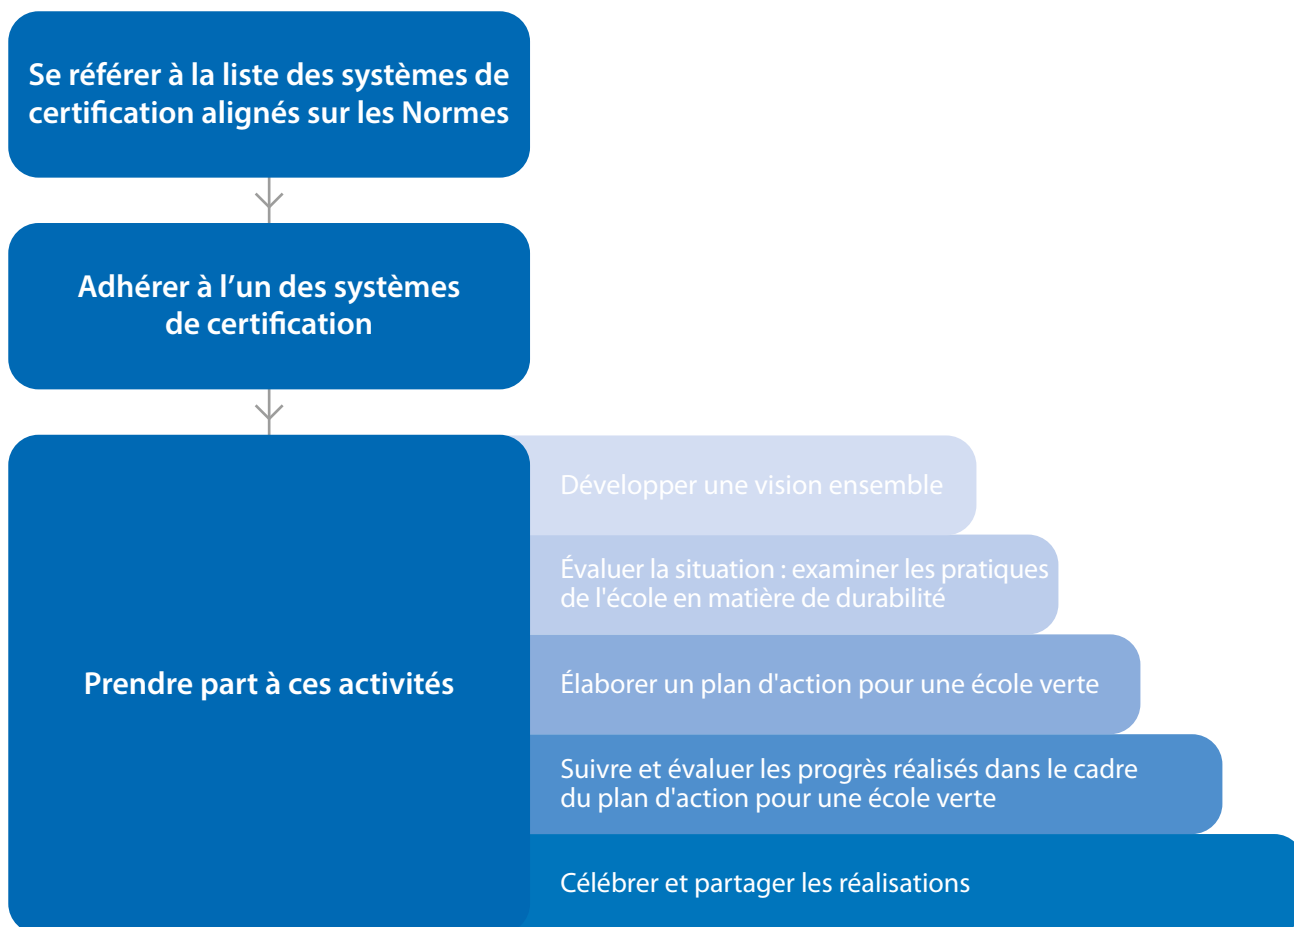 Se référer à la liste des systèmes de
certification alignés sur les Normes
Adhérer à l’un des systèmes
de certification
Prendre part à ces activités
Développer une vision ensemble
Évaluer la situation : examiner les pratiques
de l'école en matière de durabilité
Élaborer un plan d'action pour une école verte
Suivre et évaluer les progrès réalisés dans le cadre
du plan d'action pour une école verte
Célébrer et partager les réalisations